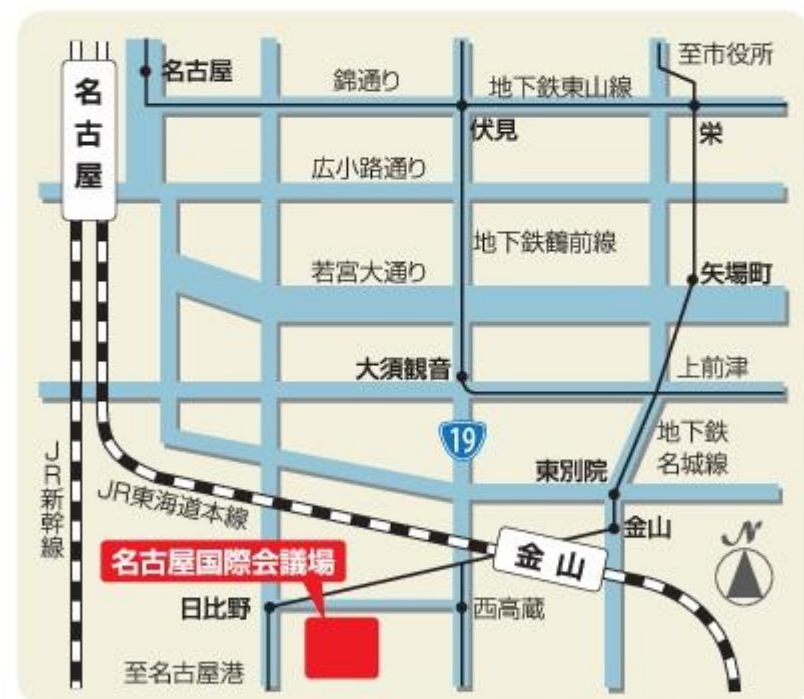 至市役所
名古屋
名古屋
錦通り
地下鉄東山線
伏見
栄
広小路通り
地下鉄鶴前線
若宮大通り
矢場町
大須観音
上前津
19
地下鉄
名城線
東別院
JR新幹線
JR東海道本線
金山
金山
N
名古屋国際会議場
日比野
西高蔵
至名古屋港